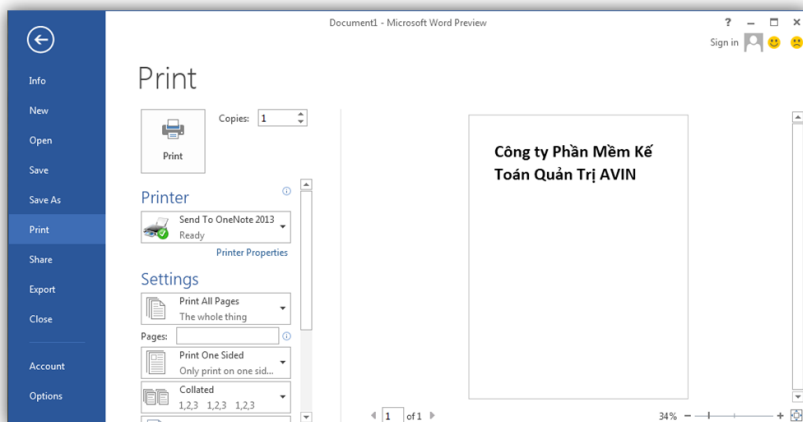 Document1 - Microsoft Word Preview
?
Sign in
Info
New
Open
Save
Save As
Print
Share
Export
Close
Account
Options
Print
Print
Copies: 1
Printer
Send To OneNote 2013
Ready
Printer Properties
Settings
Print All Pages
The whole thing
Pages:
Print One Sided
Only print on one sid...
Collated
1,2,3 1,2,3 1,2,3
Công ty Phần Mềm Kế
Toán Quản Trị AVIN
1 of 1
34%